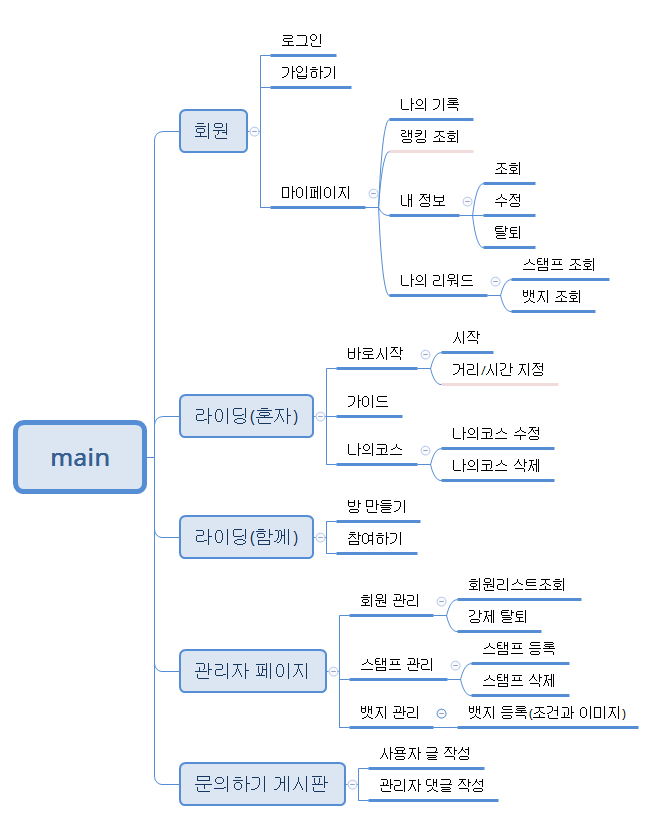 main
회원
로그인
가입하기
마이페이지
나의 기록
랭킹 조회
내 정보
조회
수정
탈퇴
나의 리워드
스탬프 조회
뱃지 조회
라이딩(혼자)
바로시작
시작
거리/시간 지정
가이드
나의코스
나의코스 수정
나의코스 삭제
라이딩(함께)
방 만들기
참여하기
관리자 페이지
회원 관리
회원리스트조회
강제 탈퇴
스탬프 관리
스탬프 등록
스탬프 삭제
뱃지 관리
뱃지 등록(조건과 이미지)
문의하기 게시판
사용자 글 작성
관리자 댓글 작성